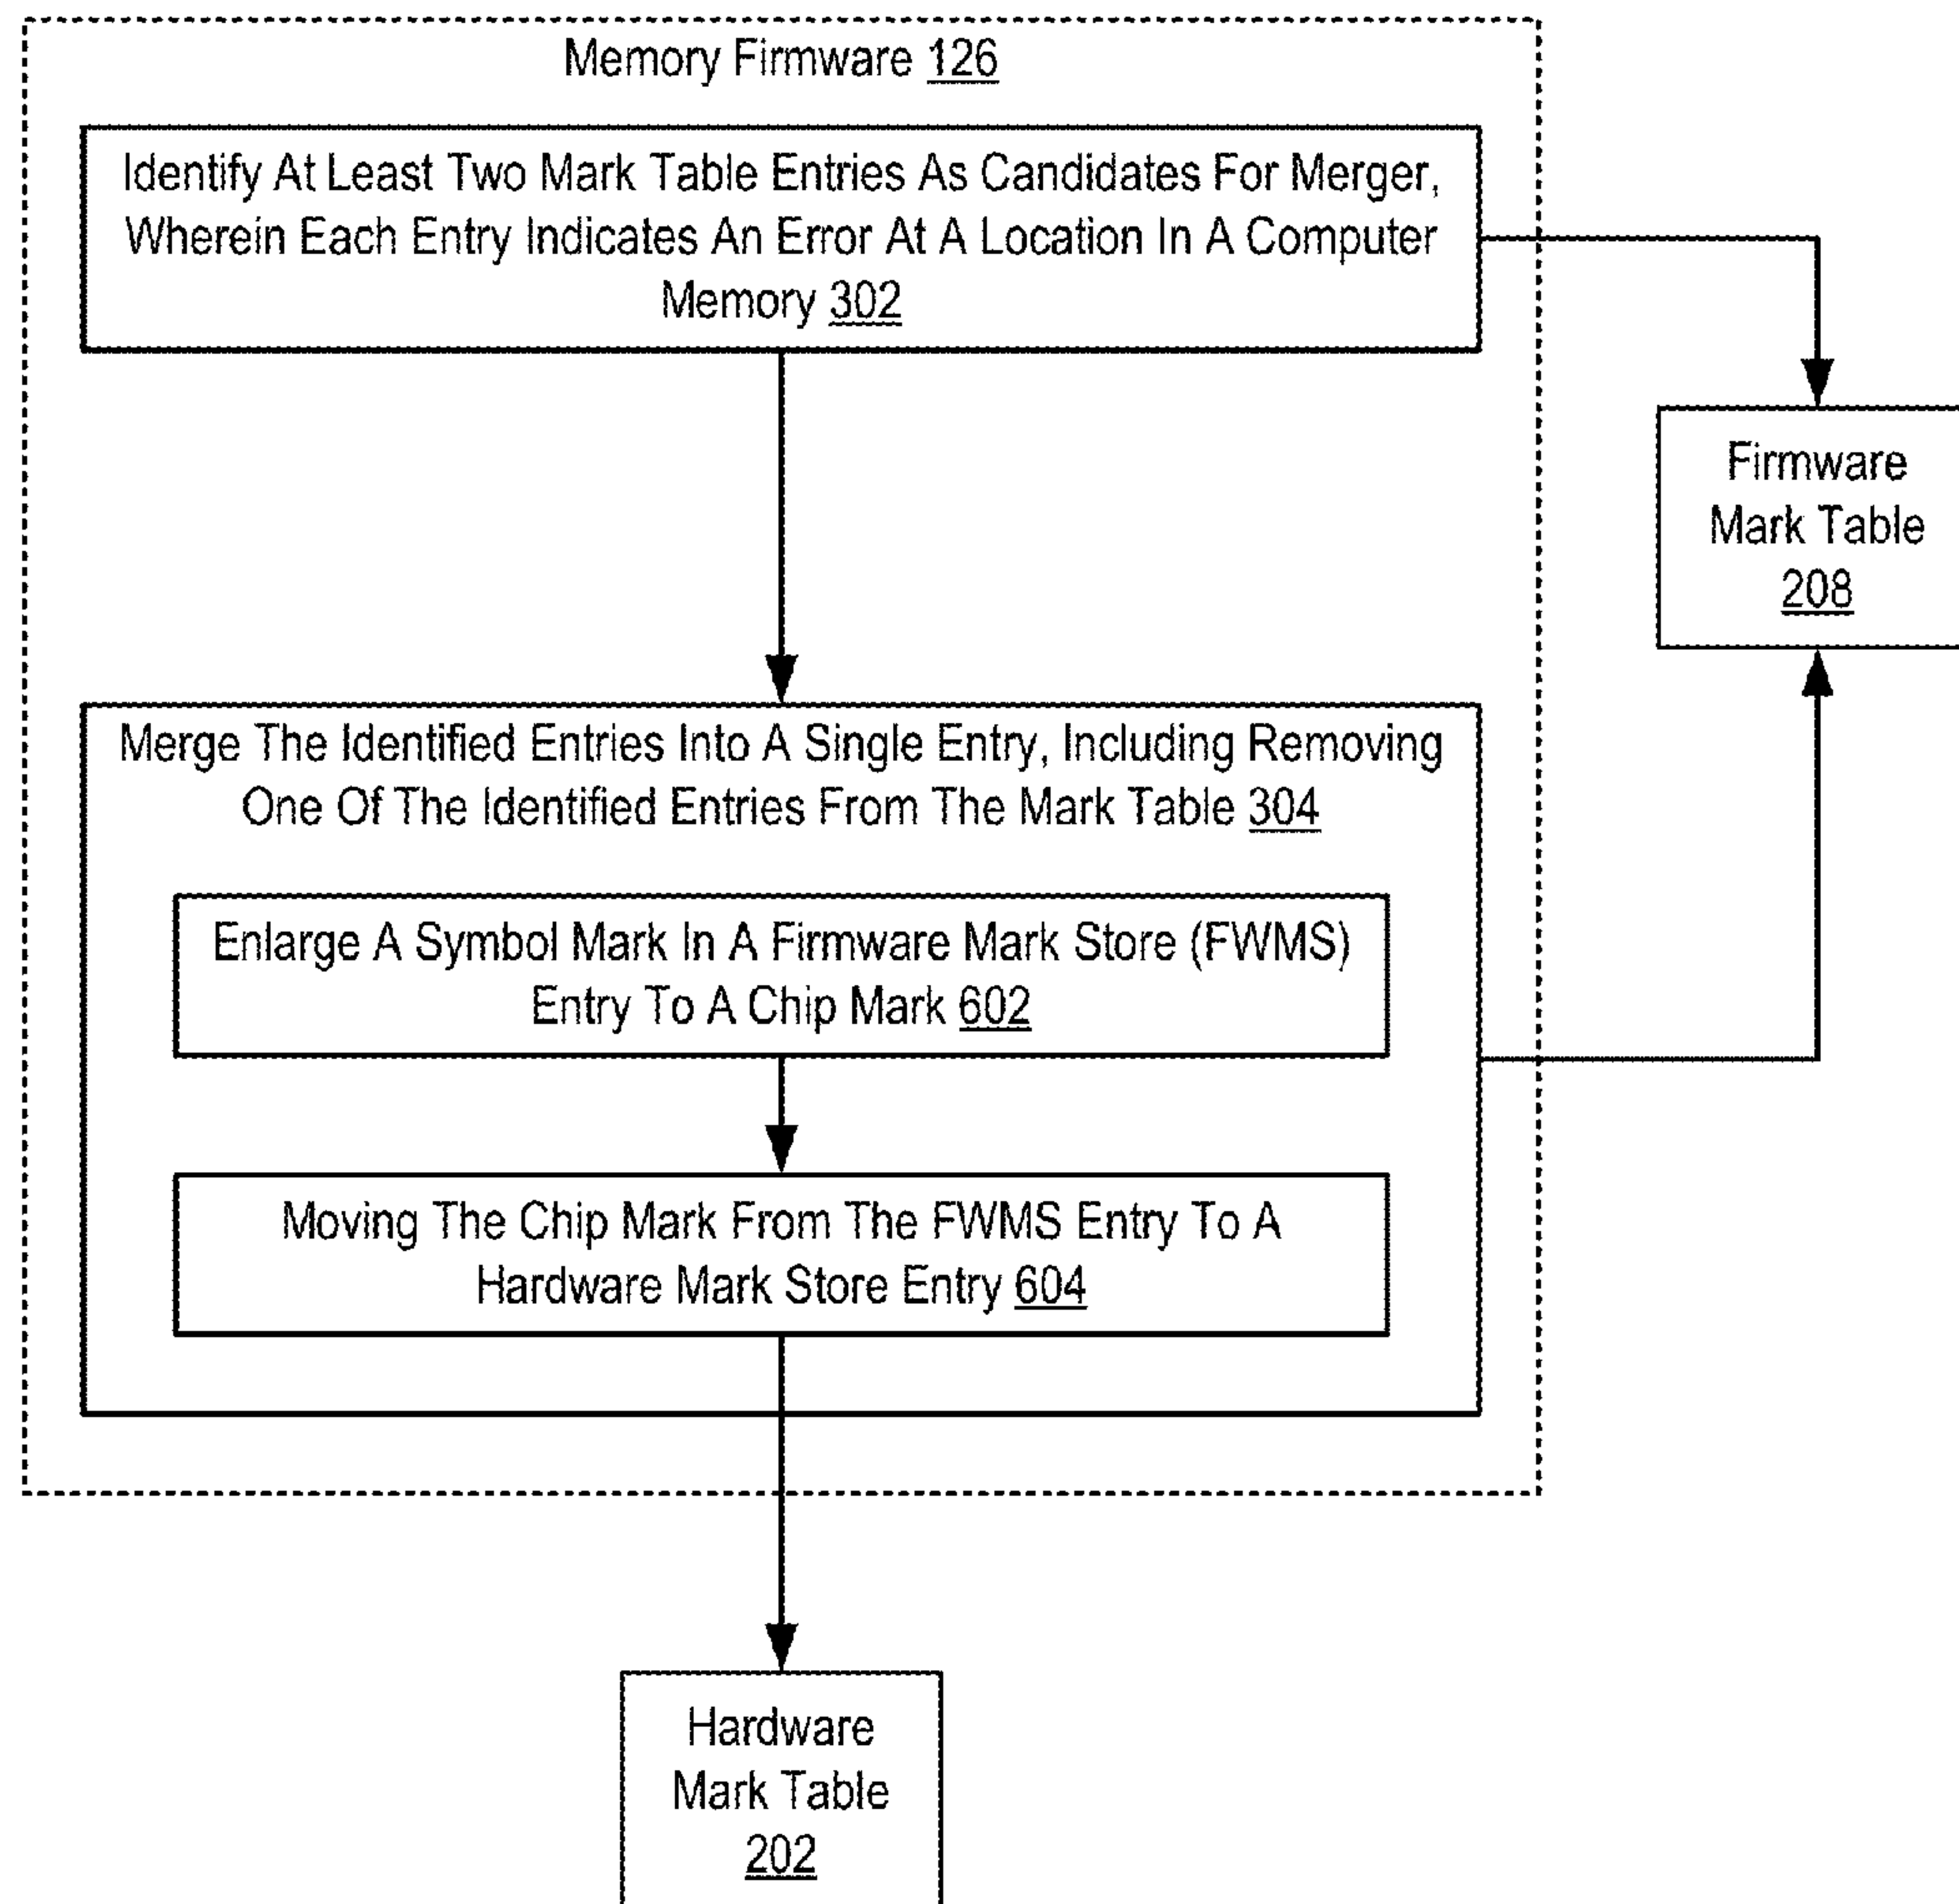 Memory Firmware 126
Identify At Least Two Mark Table Entries As Candidates For Merger,
Wherein Each Entry Indicates An Error At A Location In A Computer
Memory 302
Firmware
Mark Table
208
Merge The Identified Entries Into A Single Entry, Including Removing
One Of The Identified Entries From The Mark Table 304
Enlarge A Symbol Mark In A Firmware Mark Store (FWMS)
Entry To A Chip Mark 602
Moving The Chip Mark From The FWMS Entry To A
Hardware Mark Store Entry 604
Hardware
Mark Table
202